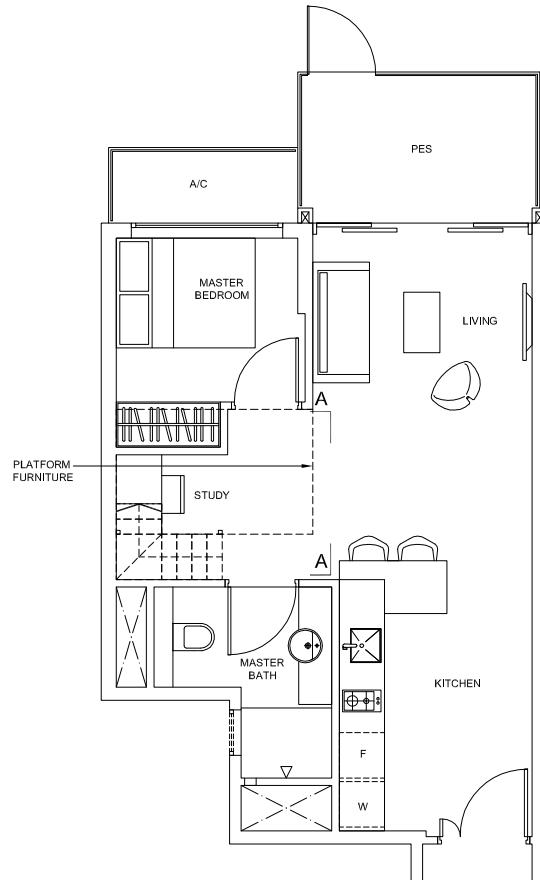 PES
A/C
MASTER
BEDROOM
LIVING
A
PLATFORM
FURNITURE
STUDY
A
MASTER
BATH
KITCHEN
F
W